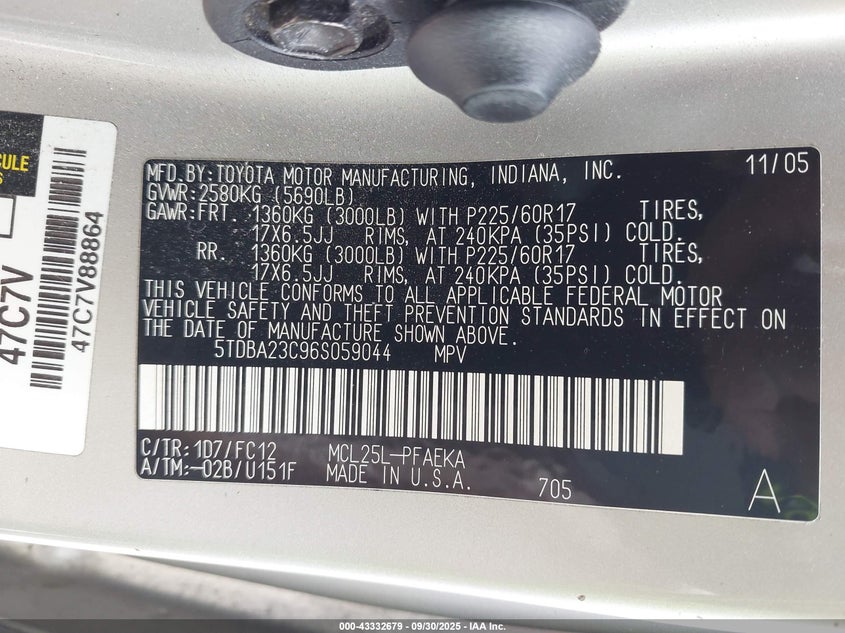 CULE
S
47C7V
47C7V88864
MFD.BY:TOYOTA MOTOR MANUFACTURING, INDIANA, INC. 11/05
GVWR:2580KG (5690LB)
GAWR:FRT. 1360KG (3000LB) WITH P225/60R17 TIRES,
17X6.5JJ RIMS, AT 240KPA (35PSI) COLD.
RR. 1360KG (3000LB) WITH P225/60R17 TIRES,
17X6.5JJ RIMS, AT 240KPA (35PSI) COLD.
THIS VEHICLE CONFORMS TO ALL APPLICABLE FEDERAL MOTOR
VEHICLE SAFETY AND THEFT PREVENTION STANDARDS IN EFFECT ON
THE DATE OF MANUFACTURE SHOWN ABOVE.
5TDBA23C96S059044 MPV
C/TR:1D7/FC12 MCL25L-PFAEKA
A/TM:-02B/U151F MADE IN U.S.A. 705 A
000-43332679 - 09/30/2025 - IAA Inc.